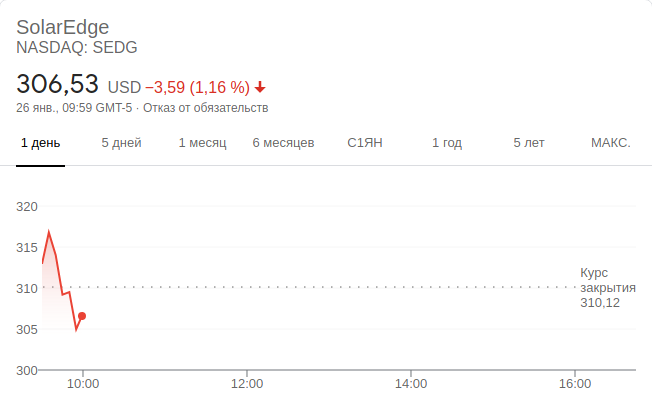 SolarEdge
NASDAQ: SEDG
306,53 USD −3,59 (1,16 %)
26 янв., 09:59 GMT-5 · Отказ от обязательств
1 день 5 дней 1 месяц 6 месяцев С1ЯН 1 год 5 лет МАКС.
320
315
310
305
300
Курс
закрытия
310,12
10:00 12:00 14:00 16:00